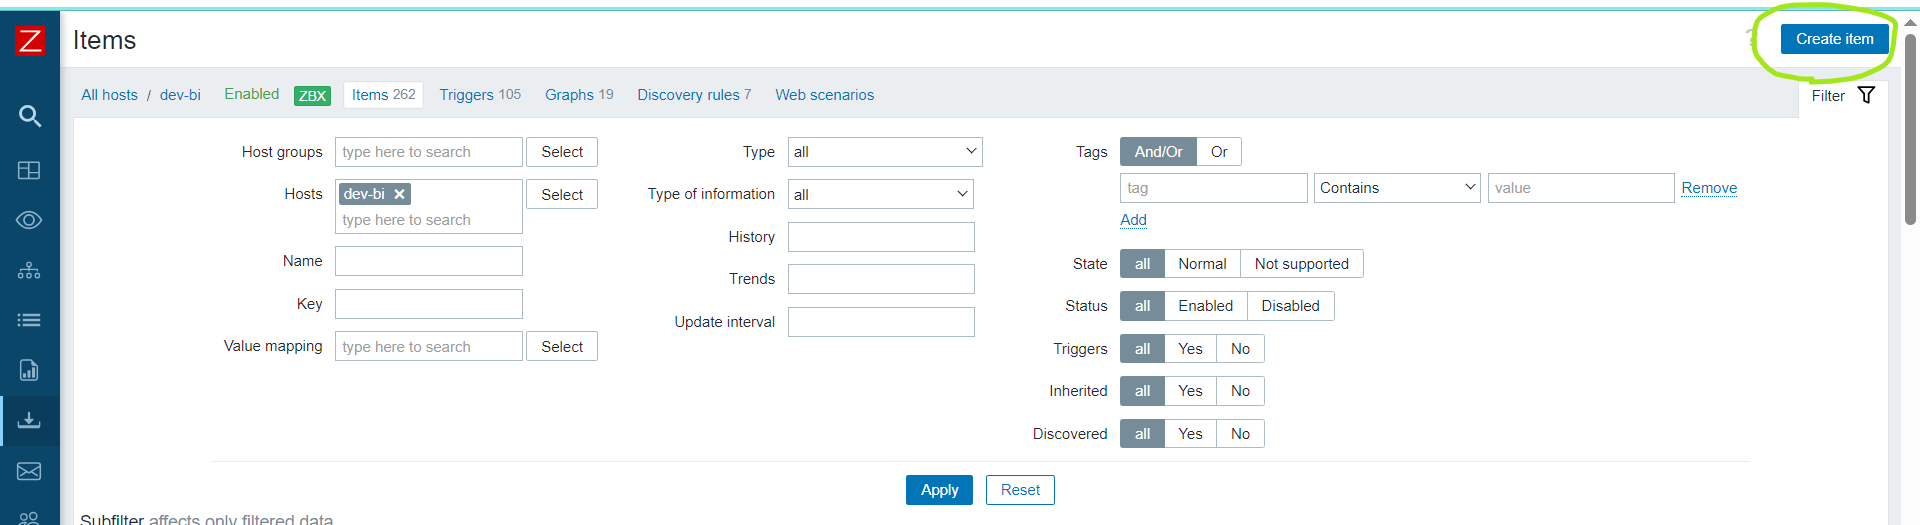 Z
Items
?
Create item
All hosts / dev-bi Enabled ZBX Items 262 Triggers 105 Graphs 19 Discovery rules 7 Web scenarios
Filter
Host groups type here to search Select
Hosts dev-bi Select
type here to search
Name
Key
Value mapping type here to search Select
Type all
Type of information all
History
Trends
Update interval
Tags And/Or Or
tag Contains value Remove
Add
State all Normal Not supported
Status all Enabled Disabled
Triggers all Yes No
Inherited all Yes No
Discovered all Yes No
Apply Reset
Subfilter affects only filtered data